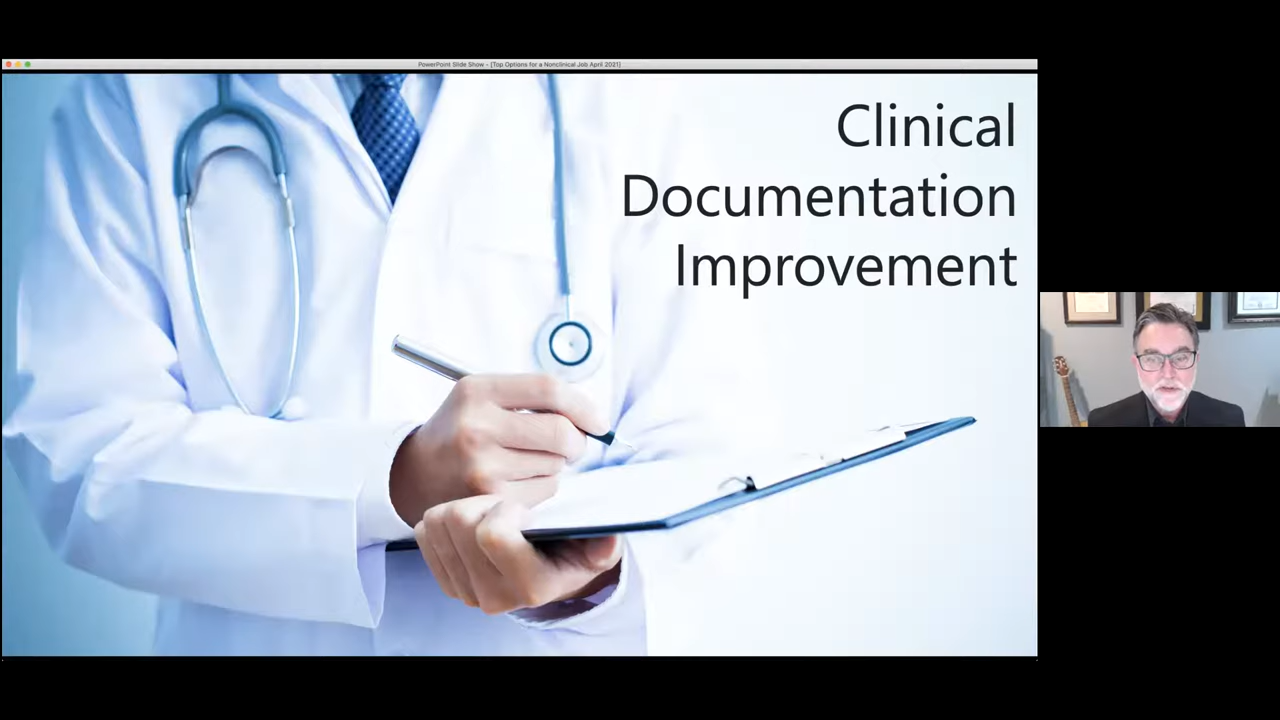 PowerPoint Slide Show - [Top Options for a Nonclinical Job April 2021]
Clinical
Documentation
Improvement